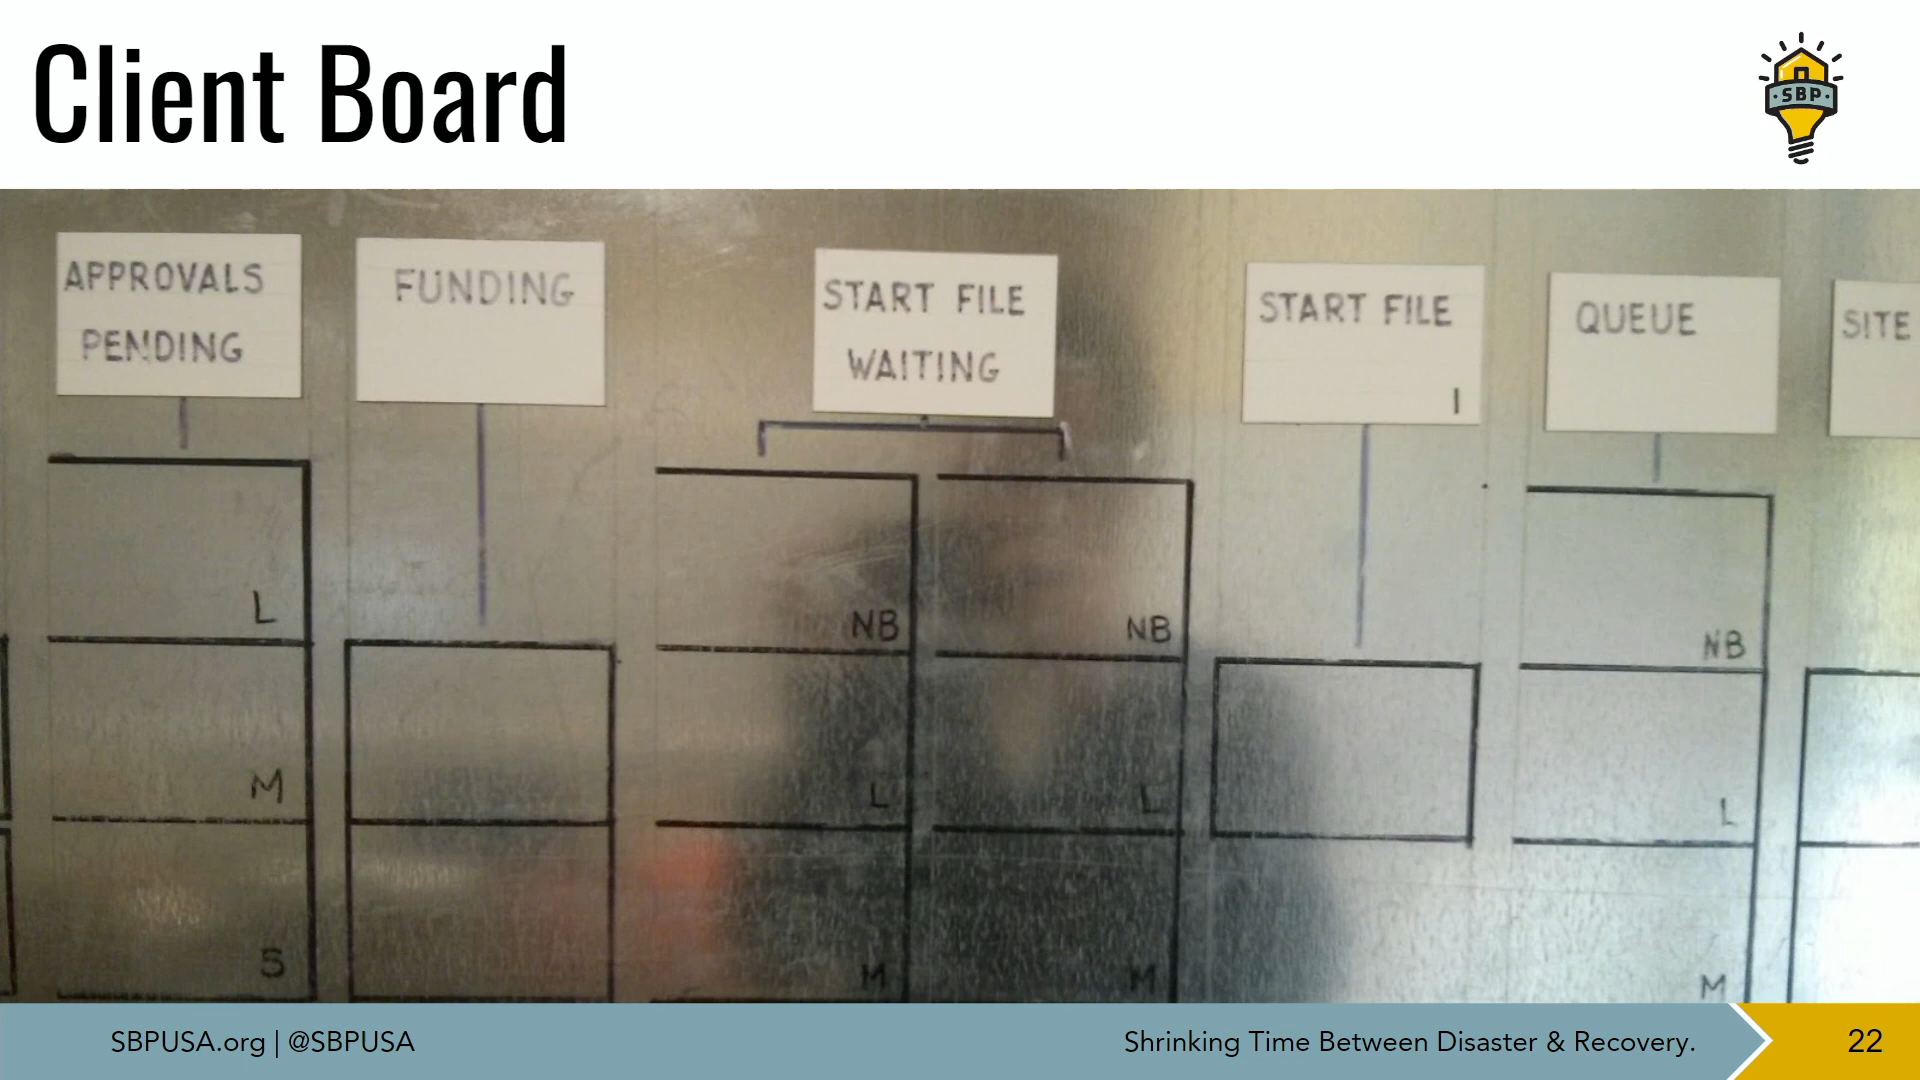 Client Board
SBP
APPROVALS
PENDING
FUNDING
START FILE
WAITING
START FILE
1
QUEUE
SITE
L
M
S
NB
L
M
NB
L
M
NB
L
M
SBPUSA.org | @SBPUSA
Shrinking Time Between Disaster & Recovery.
22